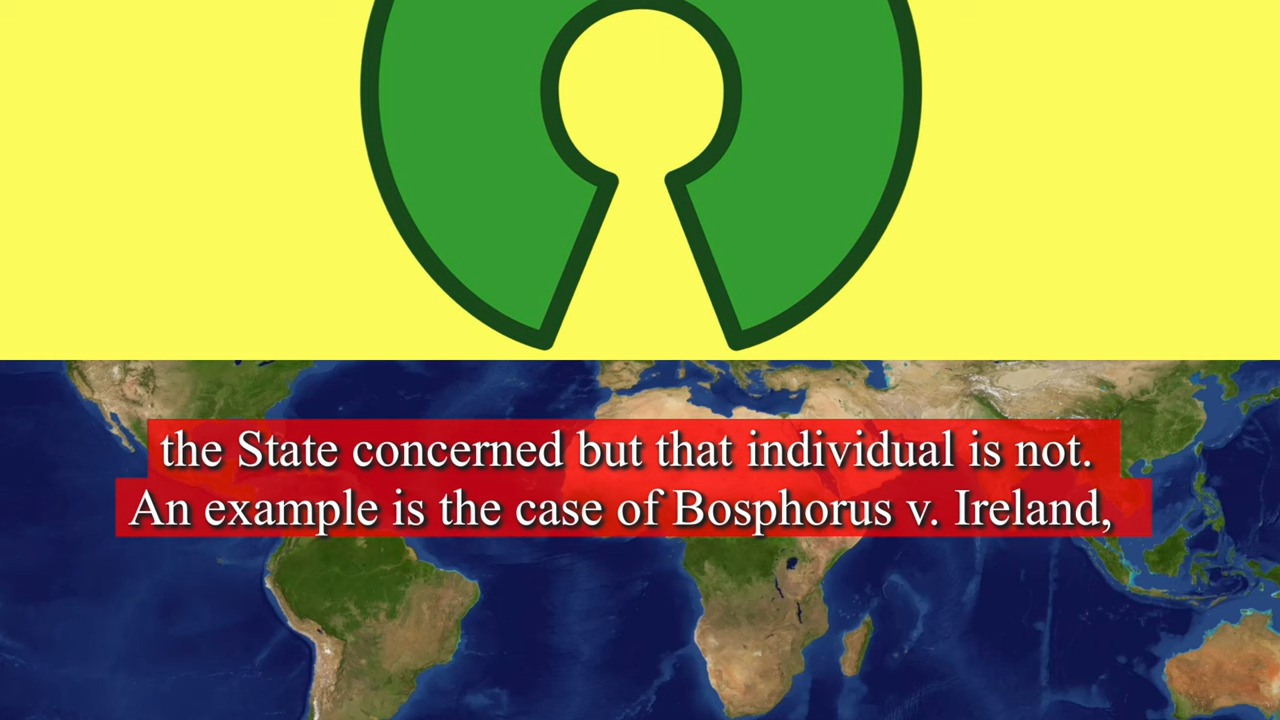 the State concerned but that individual is not.
An example is the case of Bosphorus v. Ireland,